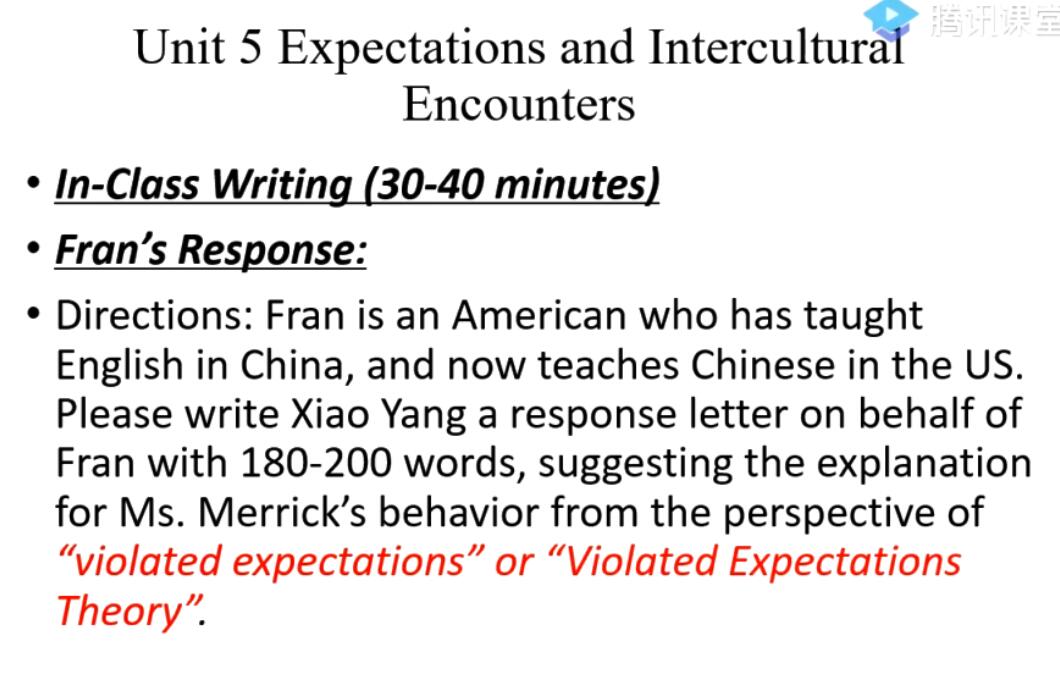 腾讯课堂
Unit 5 Expectations and Intercultural
Encounters
• In-Class Writing (30-40 minutes)
• Fran’s Response:
• Directions: Fran is an American who has taught
English in China, and now teaches Chinese in the US.
Please write Xiao Yang a response letter on behalf of
Fran with 180-200 words, suggesting the explanation
for Ms. Merrick’s behavior from the perspective of
“violated expectations” or “Violated Expectations
Theory”.